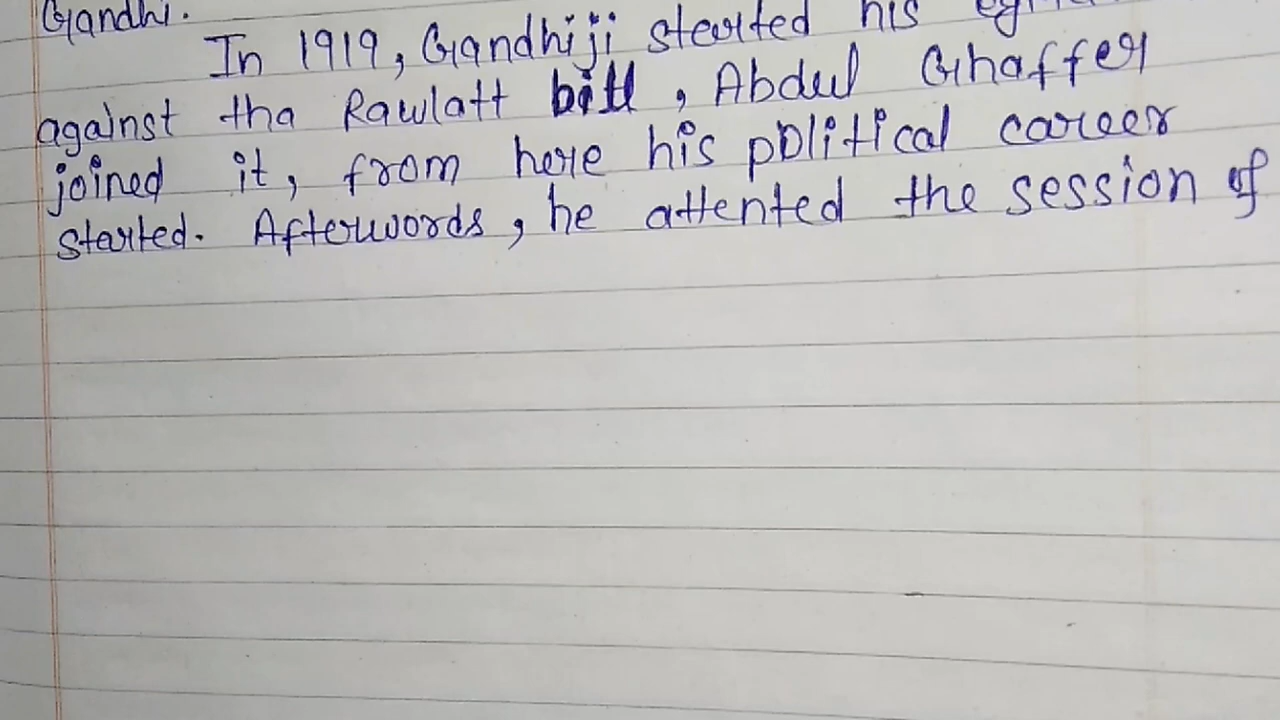 Gandhi.
In 1919, Gandhiji started his
against tha Rawlatt bill, Abdul Ghaffer
joined it, from here his political career
started. Afterwords, he attented the session of